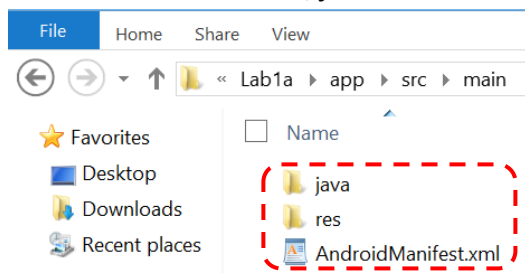 File Home Share View
« Lab1a app src main
Favorites
Desktop
Downloads
Recent places
Name
java
res
AndroidManifest.xml